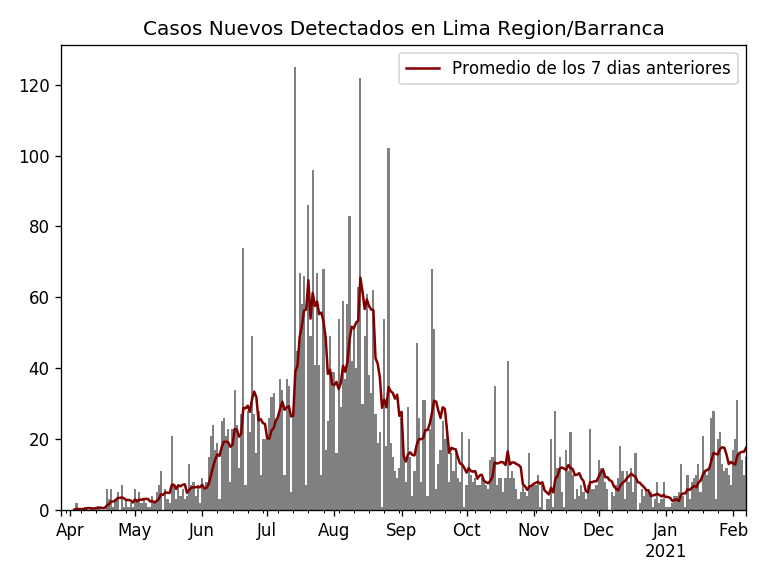 Casos Nuevos Detectados en Lima Region/Barranca
Promedio de los 7 dias anteriores
120
100
80
60
40
20
0
Apr May Jun Jul Aug Sep Oct Nov Dec Jan Feb
2021